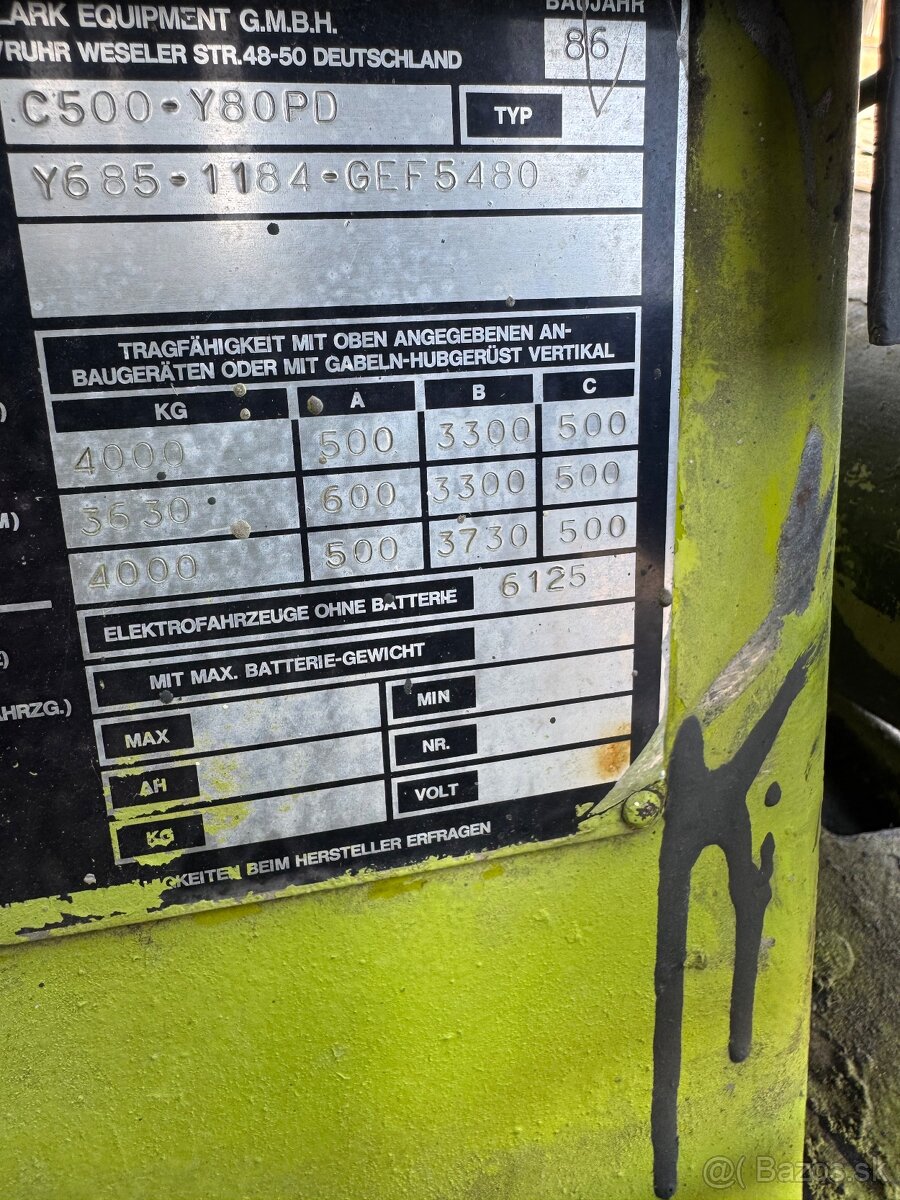 LARK EQUIPMENT G.M.B.H.
BAUJAHR
/RUHR WESELER STR.48-50 DEUTSCHLAND
86
C500-Y80PD
TYP
V
Y685-1184-GEF5480
TRAGFÄHIGKEIT MIT OBEN ANGEGEBENEN AN-
BAUGERÄTEN ODER MIT GABELN-HUBGERÜST VERTIKAL
KG A B C
4000 500 3300 500
3630 600 3300 500
4000 500 3730 500
ELEKTROFAHRZEUGE OHNE BATTERIE 6125
MIT MAX. BATTERIE-GEWICHT
AHRZG.)
MAX MIN
AH NR.
KG VOLT
KEITEN BEIM HERSTELLER ERFRAGEN
@( Bazos.sk